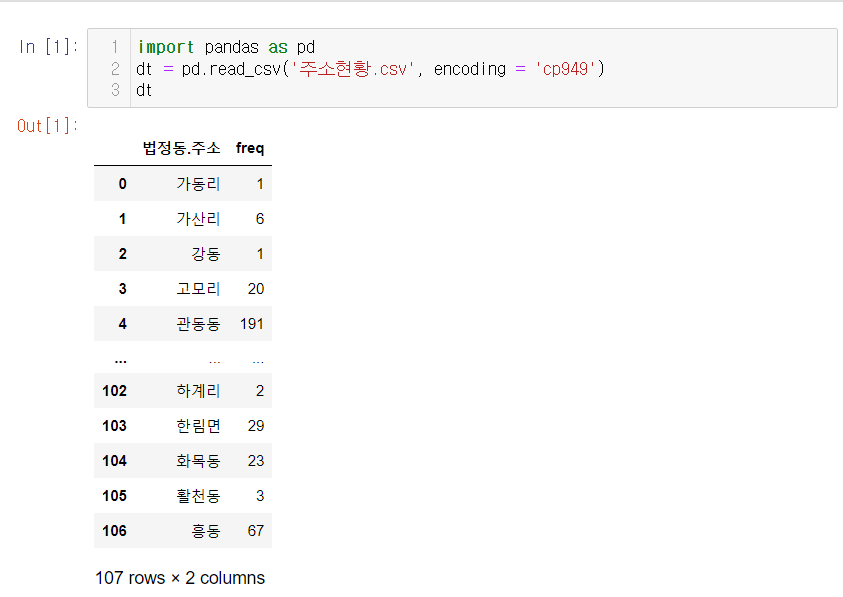 In [1]:
1 import pandas as pd
2 dt = pd.read_csv('주소현황.csv', encoding = 'cp949')
3 dt
Out[1]:
법정동.주소 freq
0 가동리 1
1 가산리 6
2 강동 1
3 고모리 20
4 관동동 191
... ... ...
102 하계리 2
103 한림면 29
104 화목동 23
105 활천동 3
106 흥동 67
107 rows × 2 columns